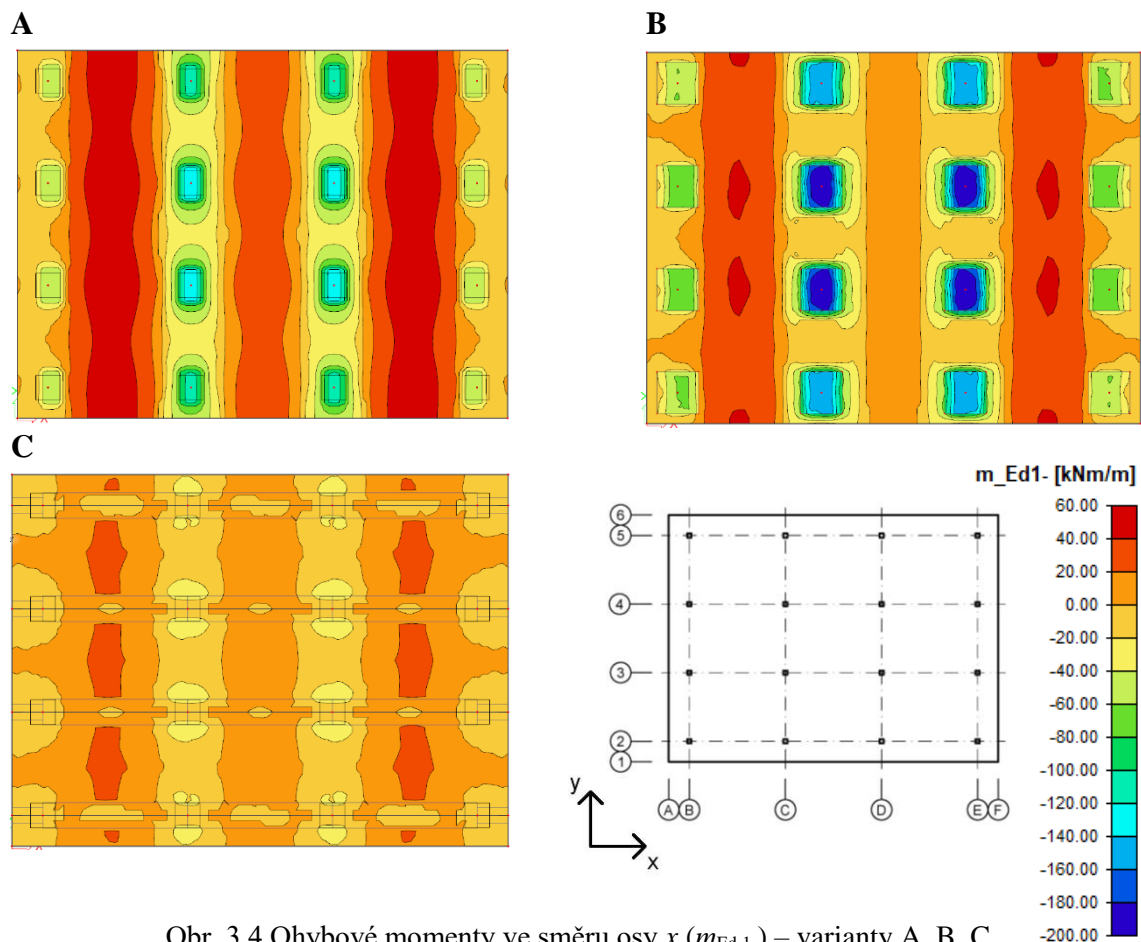 A
B
C
m_Ed1- [kNm/m]
60.00
40.00
20.00
0.00
-20.00
-40.00
-60.00
-80.00
-100.00
-120.00
-140.00
-160.00
-180.00
-200.00
6
5
4
3
2
1
A B C D E F
y
x
Obr. 3.4 Ohybové momenty ve směru osy x (mEd,1-) – varianty A, B, C